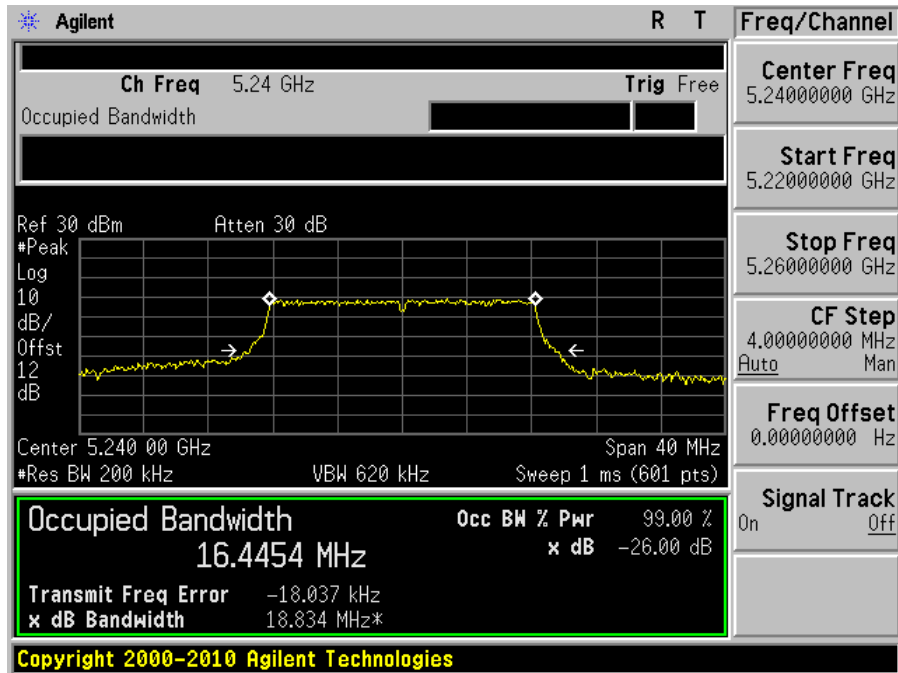 Agilent R T
Freq/Channel
Ch Freq 5.24 GHz Trig Free
Occupied Bandwidth
Center Freq
5.24000000 GHz
Start Freq
5.22000000 GHz
Stop Freq
5.26000000 GHz
CF Step
4.00000000 MHz
Auto Man
Freq Offset
0.00000000 Hz
Signal Track
On Off
Ref 30 dBm Atten 30 dB
#Peak
Log
10
dB/
Offst
12
dB
Center 5.240 00 GHz Span 40 MHz
#Res BW 200 kHz VBW 620 kHz Sweep 1 ms (601 pts)
Occupied Bandwidth Occ BW % Pwr 99.00 %
16.4454 MHz x dB -26.00 dB
Transmit Freq Error -18.037 kHz
x dB Bandwidth 18.834 MHz*
Copyright 2000-2010 Agilent Technologies